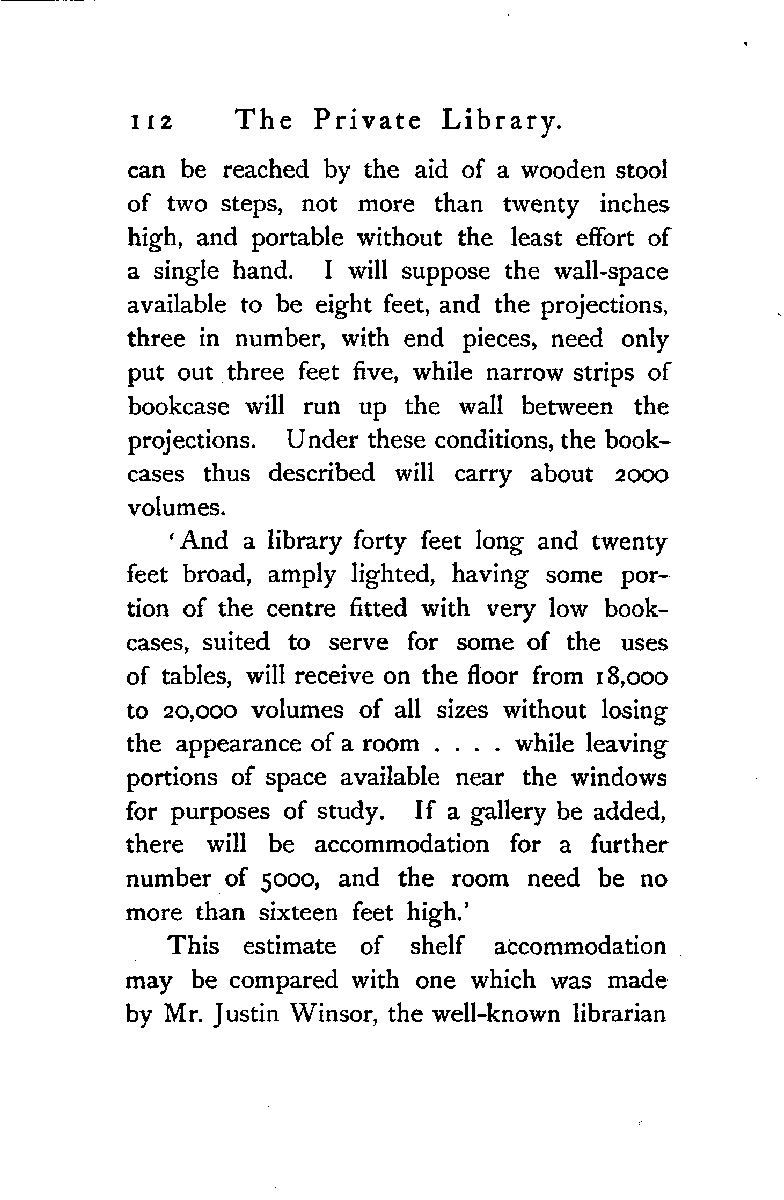 112 The Private Library.
can be reached by the aid of a wooden stool
of two steps, not more than twenty inches
high, and portable without the least effort of
a single hand. I will suppose the wall-space
available to be eight feet, and the projections,
three in number, with end pieces, need only
put out three feet five, while narrow strips of
bookcase will run up the wall between the
projections. Under these conditions, the book-
cases thus described will carry about 2000
volumes.
‘And a library forty feet long and twenty
feet broad, amply lighted, having some por-
tion of the centre fitted with very low book-
cases, suited to serve for some of the uses
of tables, will receive on the floor from 18,000
to 20,000 volumes of all sizes without losing
the appearance of a room . . . . while leaving
portions of space available near the windows
for purposes of study. If a gallery be added,
there will be accommodation for a further
number of 5000, and the room need be no
more than sixteen feet high.’
This estimate of shelf accommodation
may be compared with one which was made
by Mr. Justin Winsor, the well-known librarian